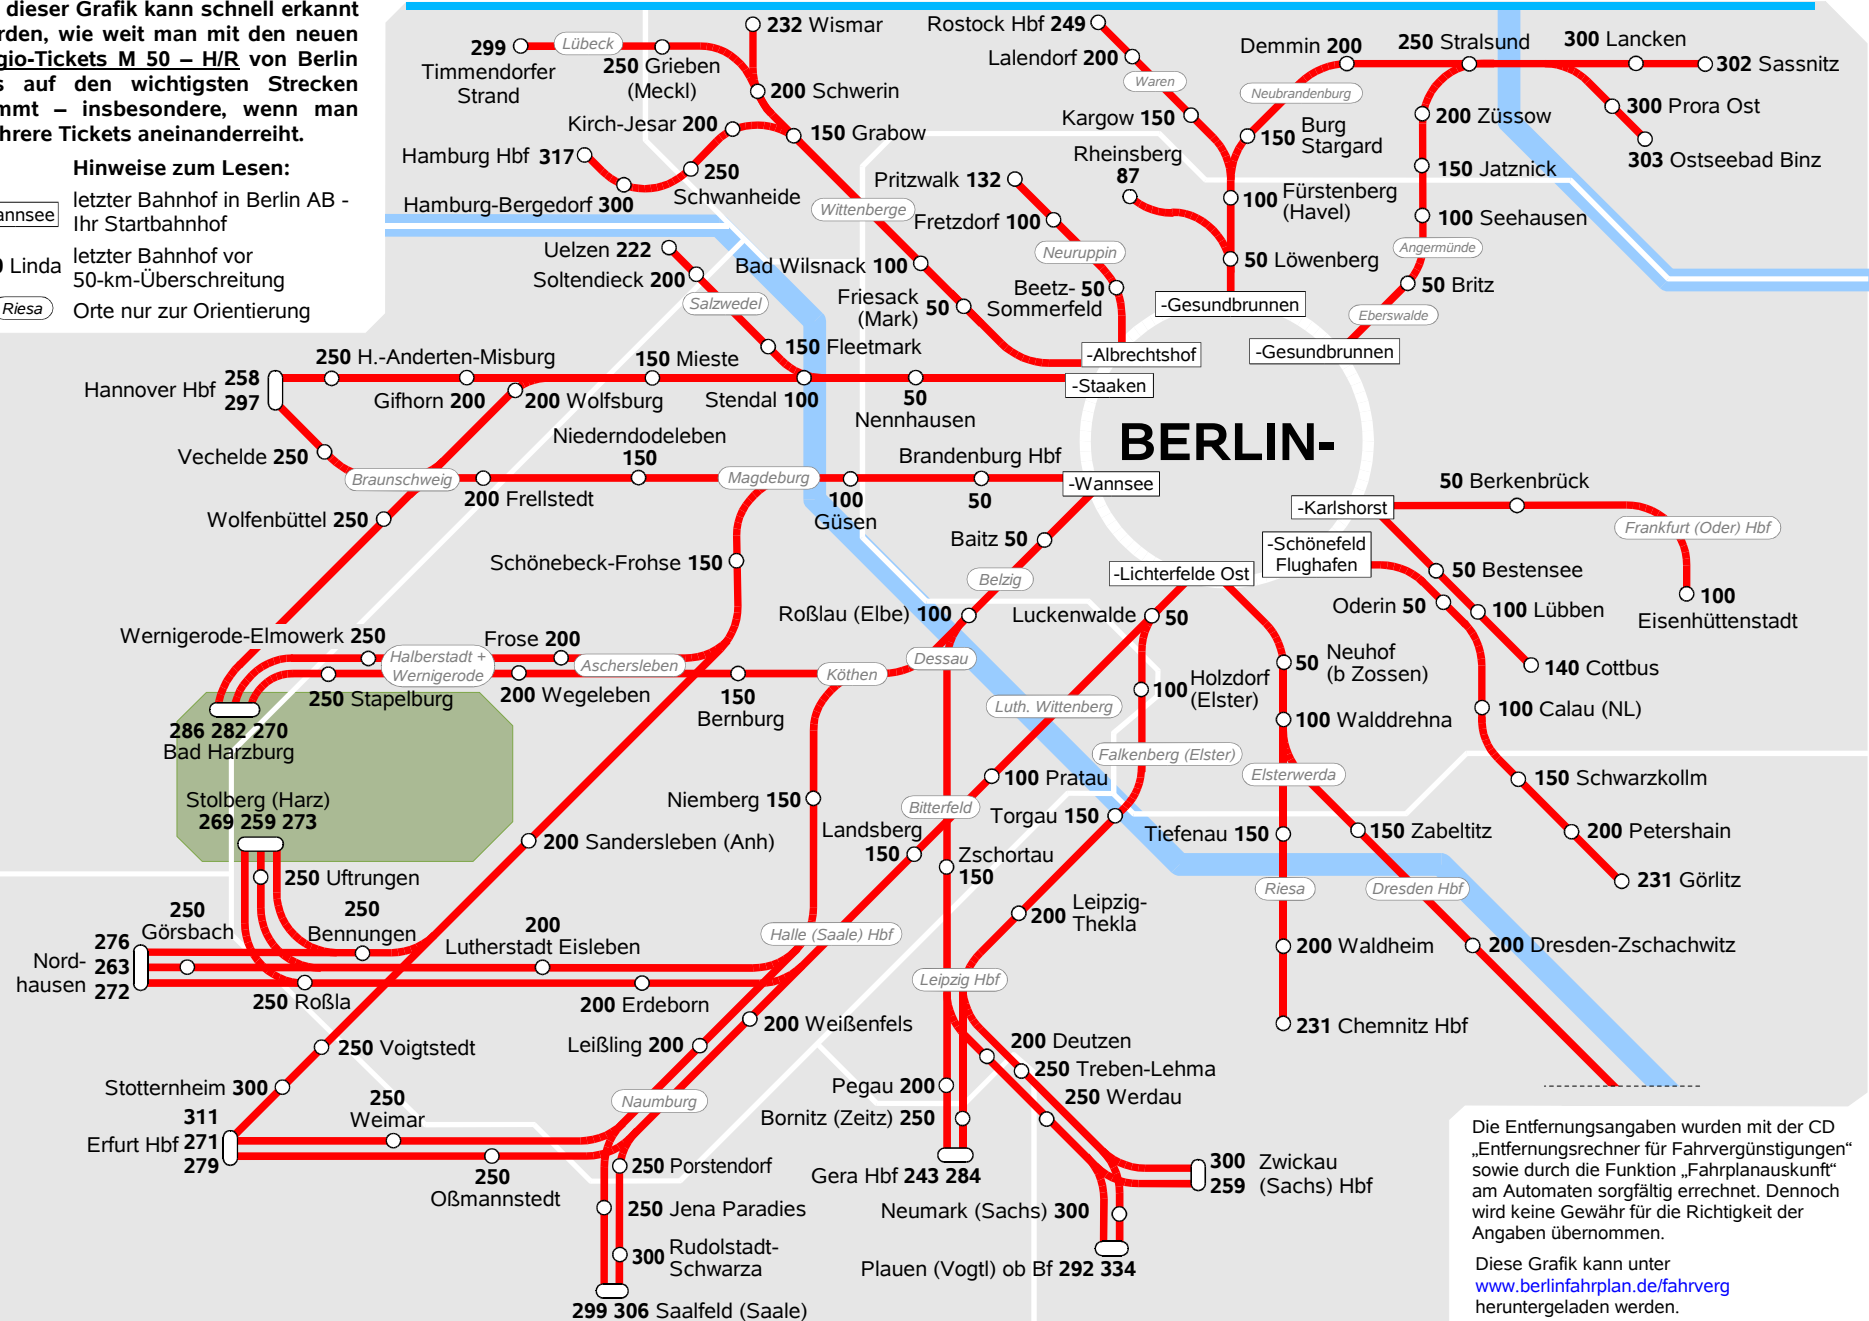 dieser Grafik kann schnell erkannt
rden, wie weit man mit den neuen
gio-Tickets M 50 – H/R von Berlin
s auf den wichtigsten Strecken
mmt – insbesondere, wenn man
hrere Tickets aneinanderreiht.
Hinweise zum Lesen:
annsee
letzter Bahnhof in Berlin AB -
Ihr Startbahnhof
0 Linda
letzter Bahnhof vor
50-km-Überschreitung
Riesa
Orte nur zur Orientierung
232 Wismar
299
Timmendorfer
Strand
Lübeck
250 Grieben
(Meckl)
200 Schwerin
Kirch-Jesar 200
150 Grabow
Hamburg Hbf 317
250
Schwanheide
Hamburg-Bergedorf 300
Wittenberge
Bad Wilsnack 100
Friesack
(Mark)
50
Rostock Hbf 249
Lalendorf 200
Waren
Kargow 150
Rheinsberg
87
Pritzwalk 132
Fretzdorf 100
Neuruppin
Beetz-
Sommerfeld
50
Demmin 200
Neubrandenburg
150 Burg
Stargard
100 Fürstenberg
(Havel)
50 Löwenberg
-Gesundbrunnen
250 Stralsund
300 Lancken
302 Sassnitz
300 Prora Ost
303 Ostseebad Binz
200 Züssow
150 Jatznick
100 Seehausen
Angermünde
50 Britz
Eberswalde
-Gesundbrunnen
-Albrechtshof
-Staaken
Uelzen 222
Soltendieck 200
Salzwedel
150 Fleetmark
Hannover Hbf
258
297
250 H.-Anderten-Misburg
Gifhorn 200
200 Wolfsburg
150 Mieste
Stendal 100
50
Nennhausen
BERLIN-
Vechelde 250
Braunschweig
200 Frellstedt
Niederndodeleben
150
Magdeburg
100
Güsen
Brandenburg Hbf
50
-Wannsee
Wolfenbüttel 250
Schönebeck-Frohse 150
Baitz 50
Belzig
Roßlau (Elbe) 100
Dessau
-Karlshorst
50 Berkenbrück
Frankfurt (Oder) Hbf
100
Eisenhüttenstadt
-Schönefeld
Flughafen
50 Bestensee
100 Lübben
140 Cottbus
Oderin 50
100 Calau (NL)
150 Schwarzkollm
200 Petershain
231 Görlitz
-Lichterfelde Ost
Luckenwalde 50
100 Holzdorf
(Elster)
Falkenberg (Elster)
Torgau 150
200 Leipzig-
Thekla
50 Neuhof
(b Zossen)
100 Walddrehna
Elsterwerda
Tiefenau 150
150 Zabeltitz
Riesa
Dresden Hbf
200 Waldheim
200 Dresden-Zschachwitz
231 Chemnitz Hbf
Luth. Wittenberg
100 Pratau
Bitterfeld
Landsberg
150
Zschortau
150
Leipzig Hbf
Wernigerode-Elmowerk 250
Frose 200
Halberstadt +
Wernigerode
Aschersleben
250 Stapelburg
200 Wegeleben
150
Bernburg
Köthen
286 282 270
Bad Harzburg
Stolberg (Harz)
269 259 273
Niemberg 150
200 Sandersleben (Anh)
250 Uftrungen
250
Görsbach
250
Bennungen
200
Lutherstadt Eisleben
Halle (Saale) Hbf
Nord-
hausen
276
263
272
250 Roßla
200 Erdeborn
250 Voigtstedt
Stotternheim 300
Leißling 200
200 Weißenfels
Naumburg
Erfurt Hbf
311
271
279
250
Weimar
250
Oßmannstedt
250 Porstendorf
250 Jena Paradies
300 Rudolstadt-
Schwarza
299 306 Saalfeld (Saale)
Pegau 200
Bornitz (Zeitz) 250
Gera Hbf 243 284
200 Deutzen
250 Treben-Lehma
250 Werdau
300
259
Zwickau
(Sachs) Hbf
Neumark (Sachs) 300
Plauen (Vogtl) ob Bf 292 334
Die Entfernungsangaben wurden mit der CD
„Entfernungsrechner für Fahrvergünstigungen“
sowie durch die Funktion „Fahrplanauskunft“
am Automaten sorgfältig errechnet. Dennoch
wird keine Gewähr für die Richtigkeit der
Angaben übernommen.
Diese Grafik kann unter
www.berlinfahrplan.de/fahrverg
heruntergeladen werden.